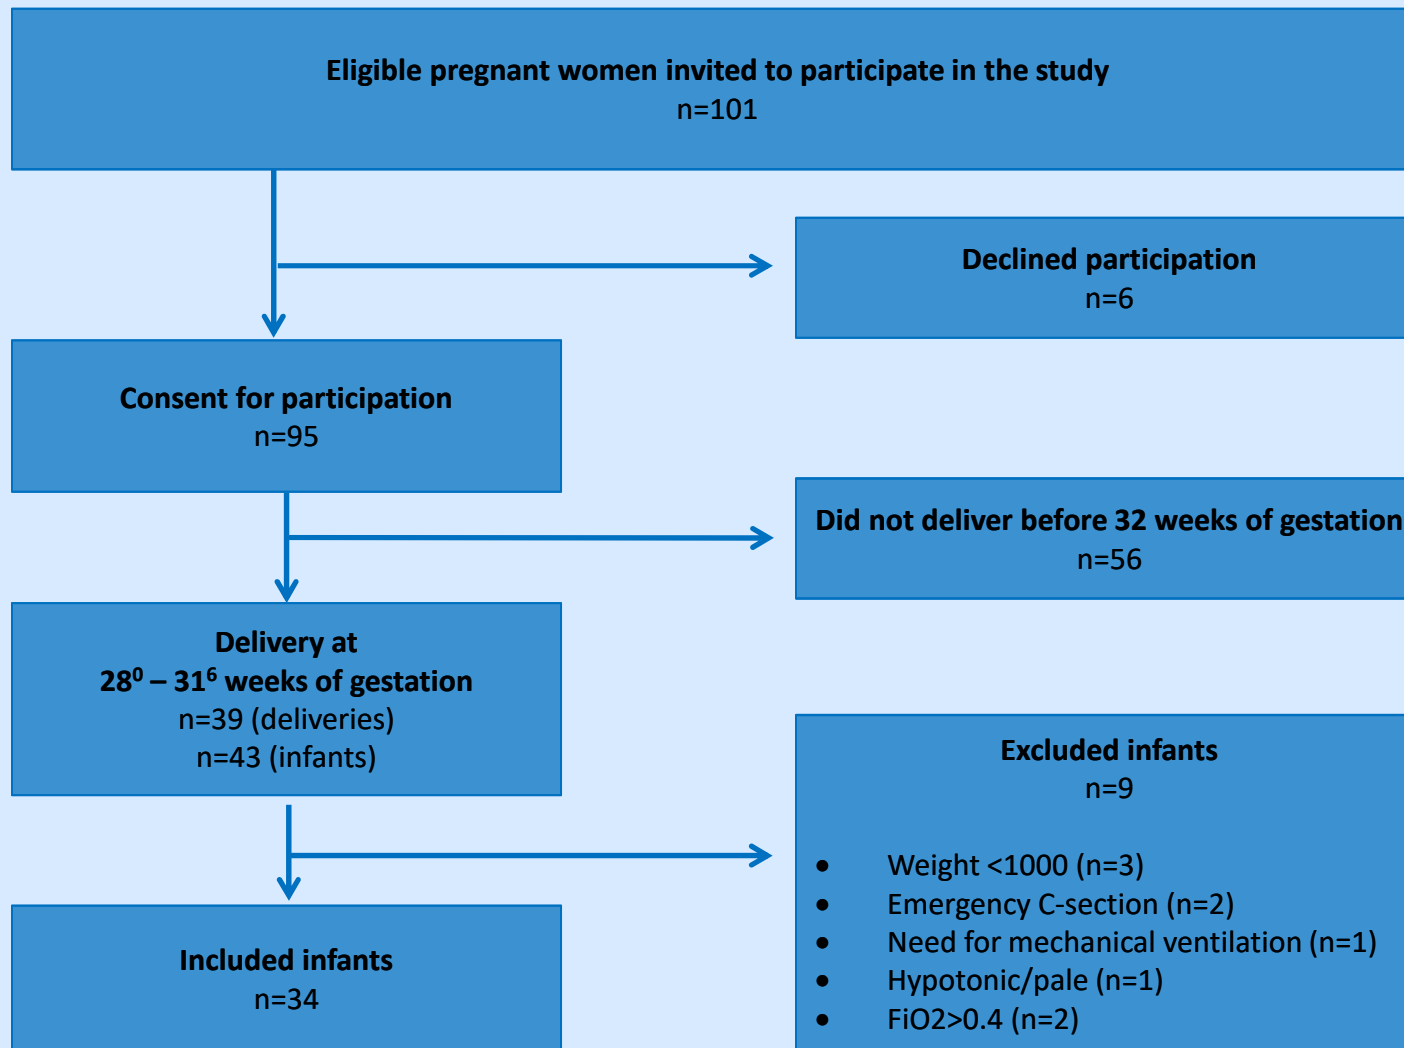 Eligible pregnant women invited to participate in the study
n=101
Declined participation
n=6
Consent for participation
n=95
Did not deliver before 32 weeks of gestation
n=56
Delivery at
28⁰ – 31⁶ weeks of gestation
n=39 (deliveries)
n=43 (infants)
Excluded infants
n=9
• Weight <1000 (n=3)
• Emergency C-section (n=2)
• Need for mechanical ventilation (n=1)
• Hypotonic/pale (n=1)
• FiO2>0.4 (n=2)
Included infants
n=34